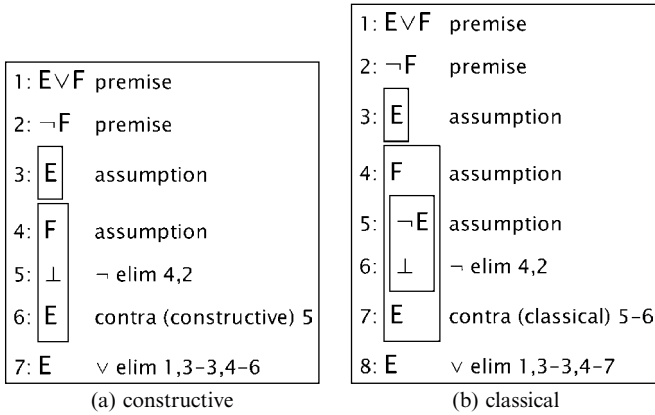 1: E∨F premise
2: ¬F premise
3: E assumption
4: F assumption
5: ⊥ ¬ elim 4,2
6: E contra (constructive) 5
7: E ∨ elim 1,3-3,4-6
(a) constructive
1: E∨F premise
2: ¬F premise
3: E assumption
4: F assumption
5: ¬E assumption
6: ⊥ ¬ elim 4,2
7: E contra (classical) 5-6
8: E ∨ elim 1,3-3,4-7
(b) classical